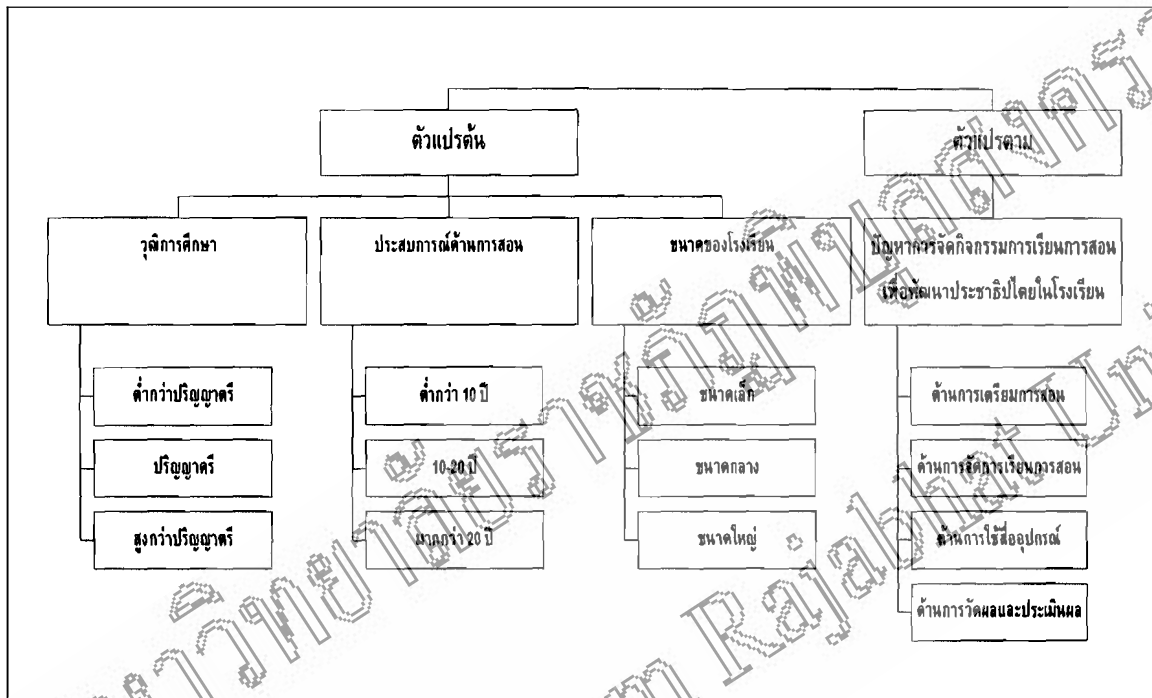 ตัวแปรต้น
ตัวแปรตาม
วุฒิการศึกษา
ประสบการณ์ด้านการสอน
ขนาดของโรงเรียน
ปัญหาการจัดกิจกรรมการเรียนการสอน
เพื่อพัฒนาประชาธิปไตยในโรงเรียน
ต่ำกว่าปริญญาตรี
ปริญญาตรี
สูงกว่าปริญญาตรี
ต่ำกว่า 10 ปี
10-20 ปี
มากกว่า 20 ปี
ขนาดเล็ก
ขนาดกลาง
ขนาดใหญ่
ด้านการเตรียมการสอน
ด้านการจัดการเรียนการสอน
ด้านการใช้สื่ออุปกรณ์
ด้านการวัดผลและประเมินผล
Rajabhat